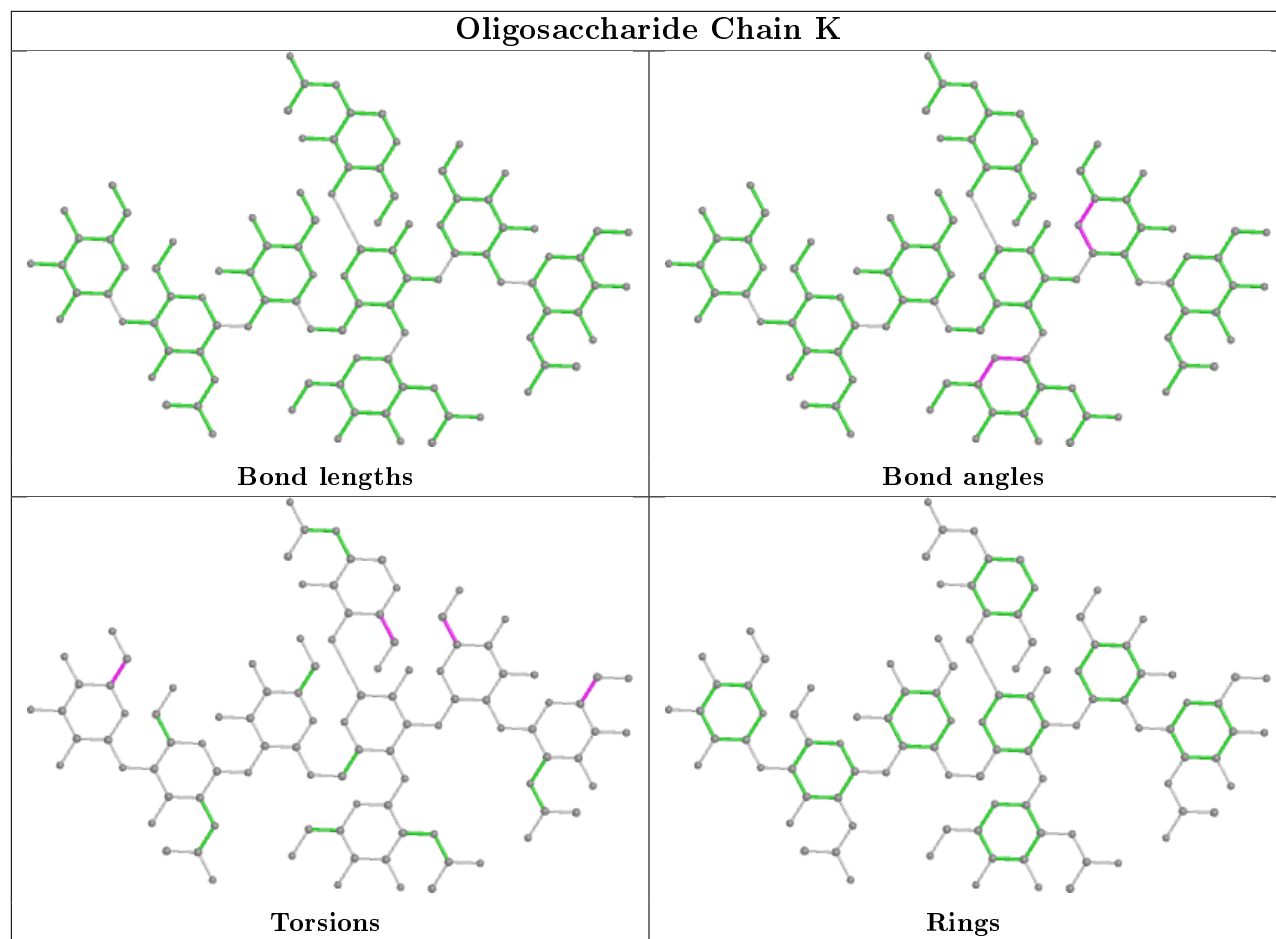 Oligosaccharide Chain K
Bond lengths
Bond angles
Torsions
Rings